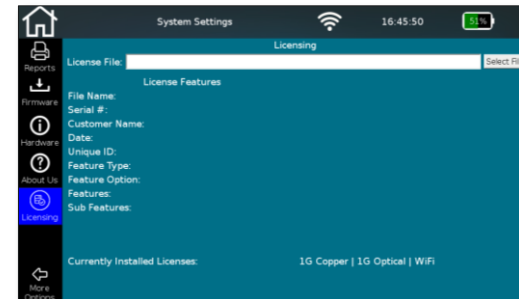 System Settings 16:45:50 51%
Licensing
Reports
License File: Select Fil
License Features
Firmware
File Name:
Serial #:
Hardware
Customer Name:
Date:
Unique ID:
About Us
Feature Type:
Feature Option:
Features:
Licensing
Sub Features:
Currently Installed Licenses: 1G Copper | 1G Optical | WiFi
More
Options